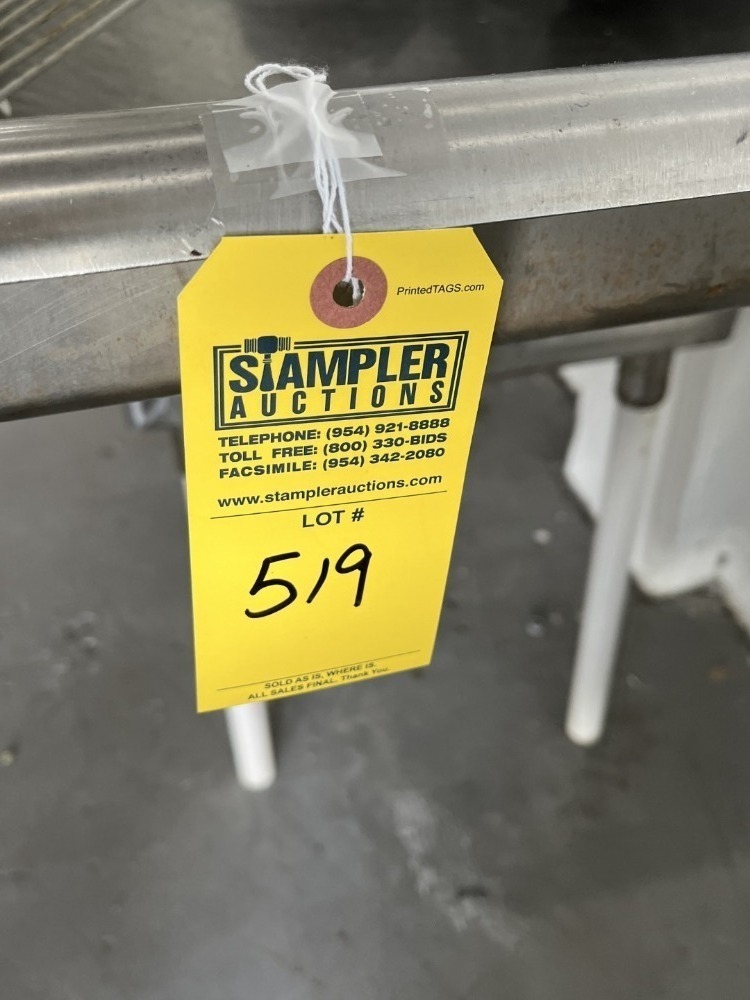 PrintedTAGS.com
STAMPLER
AUCTIONS
TELEPHONE: (954) 921-8888
TOLL FREE: (800) 330-BIDS
FACSIMILE: (954) 342-2080
www.stamplerauctions.com
LOT #
519
SOLD AS IS, WHERE IS.
ALL SALES FINAL. Thank You.